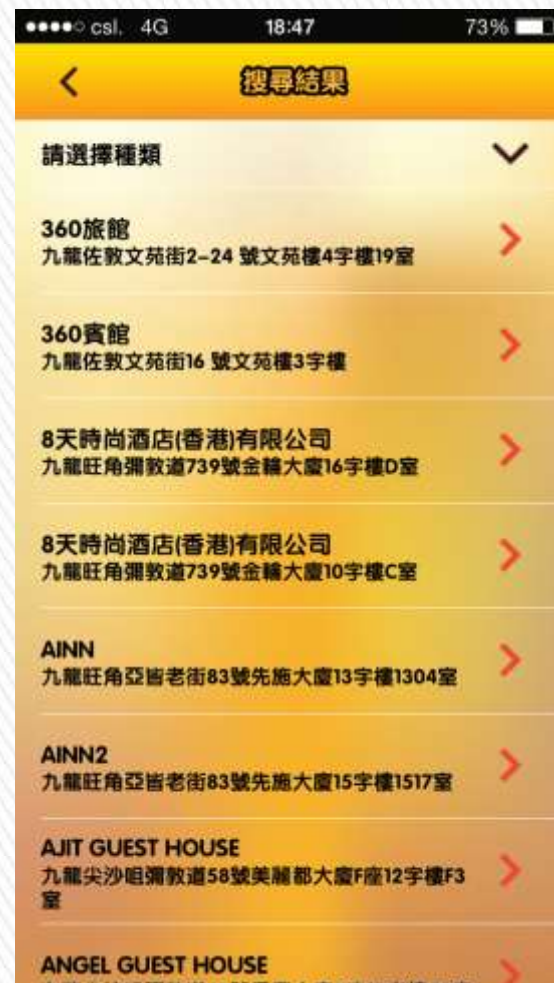 csl. 4G 18:47 73%
搜尋結果
請選擇種類
360旅館
九龍佐敦文苑街2-24 號文苑樓4字樓19室
360賓館
九龍佐敦文苑街16 號文苑樓3字樓
8天時尚酒店(香港)有限公司
九龍旺角彌敦道739號金輪大廈16字樓D室
8天時尚酒店(香港)有限公司
九龍旺角彌敦道739號金輪大廈10字樓C室
AINN
九龍旺角亞皆老街83號先施大廈13字樓1304室
AINN2
九龍旺角亞皆老街83號先施大廈15字樓1517室
AJIT GUEST HOUSE
九龍尖沙咀彌敦道58號美麗都大廈F座12字樓F3
室
ANGEL GUEST HOUSE